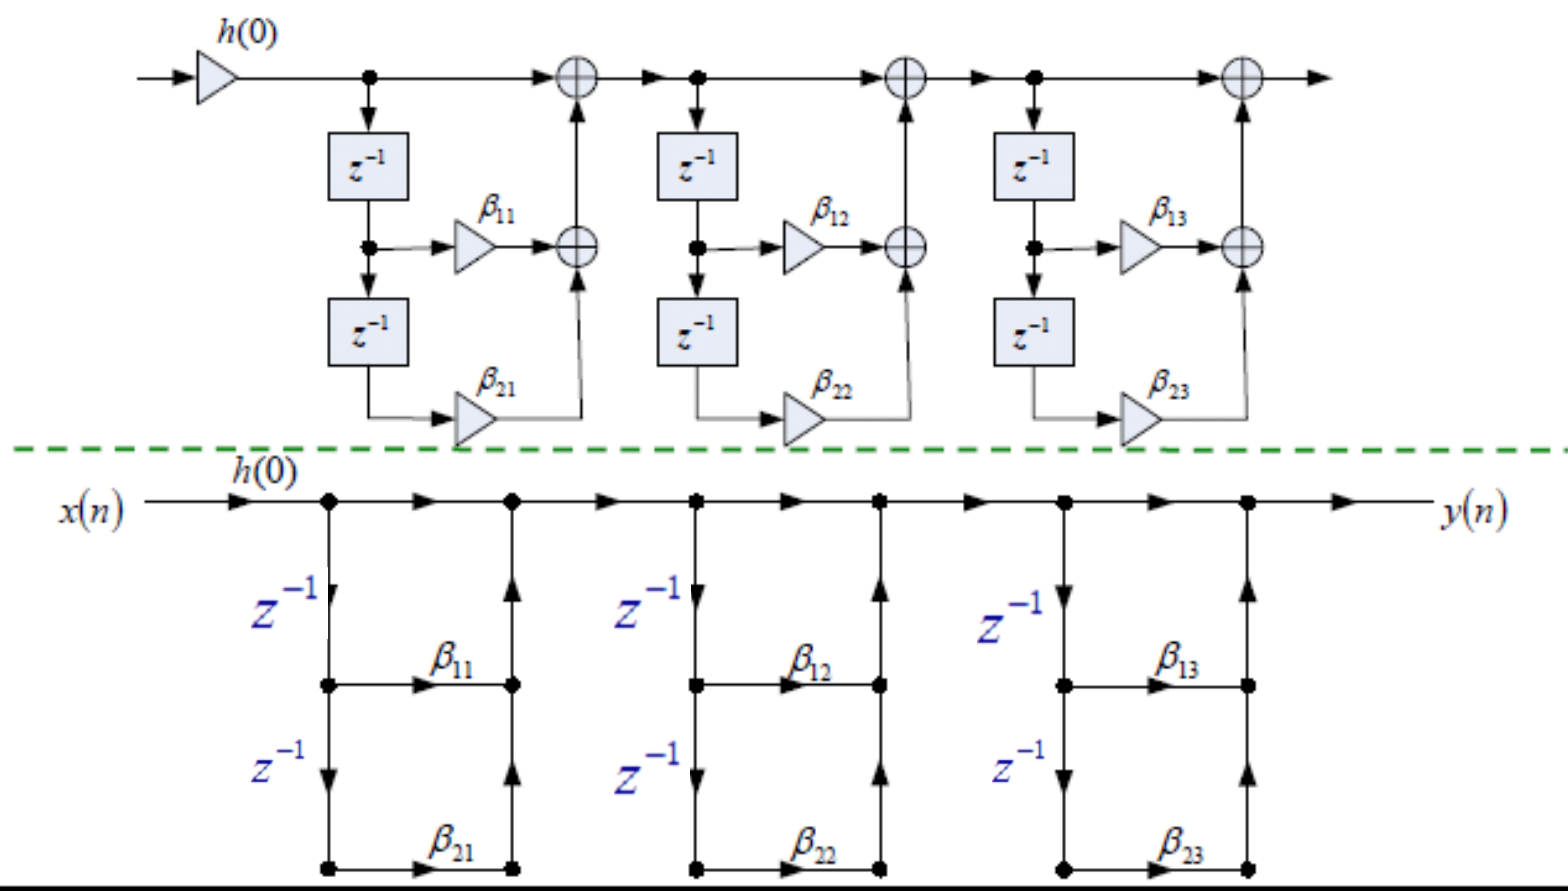 h(0)
z⁻¹ z⁻¹ z⁻¹
β₁₁ β₁₂ β₁₃
z⁻¹ z⁻¹ z⁻¹
β₂₁ β₂₂ β₂₃
h(0)
x(n) y(n)
z⁻¹ z⁻¹ z⁻¹
β₁₁ β₁₂ β₁₃
z⁻¹ z⁻¹ z⁻¹
β₂₁ β₂₂ β₂₃